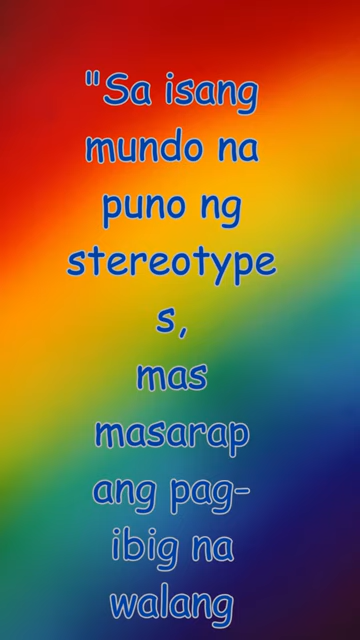 "Sa isang
mundo na
puno ng
stereotype
s,
mas
masarap
ang pag-
ibig na
walang